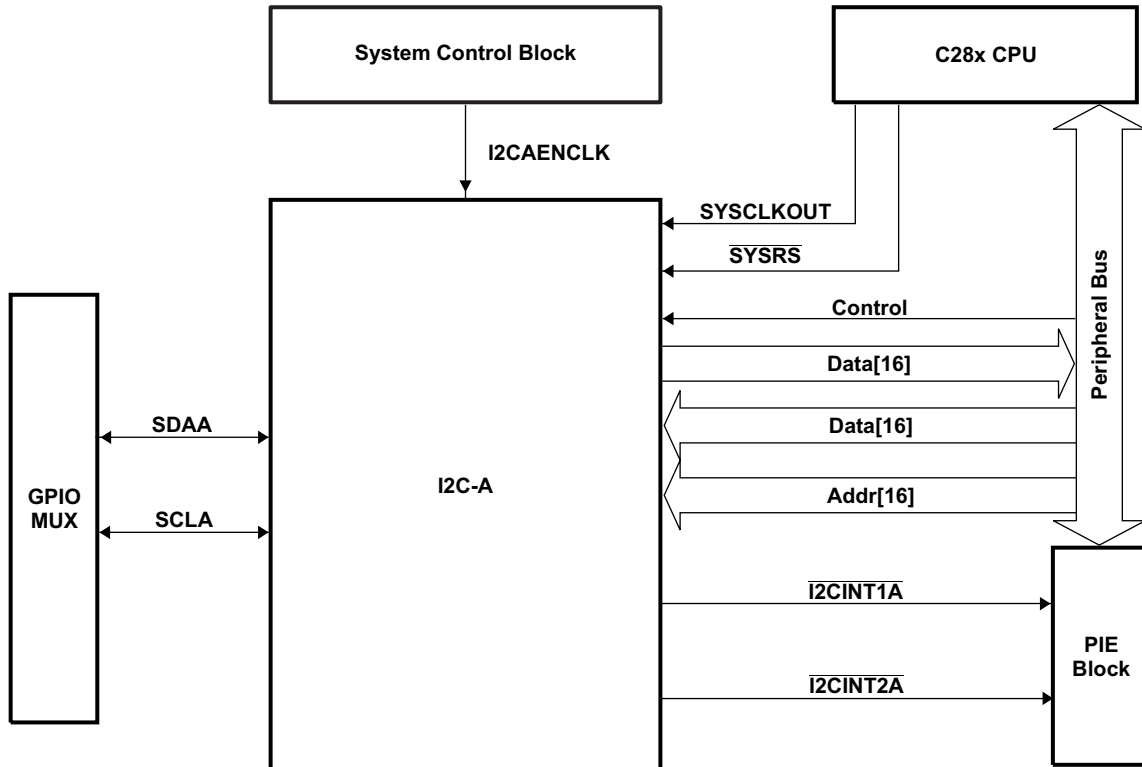 System Control Block
C28x CPU
I2CAENCLK
SYSCLKOUT
SYSRS
Control
Data[16]
Data[16]
Addr[16]
Peripheral Bus
SDAA
SCLA
GPIO
MUX
I2C-A
I2CINT1A
I2CINT2A
PIE
Block